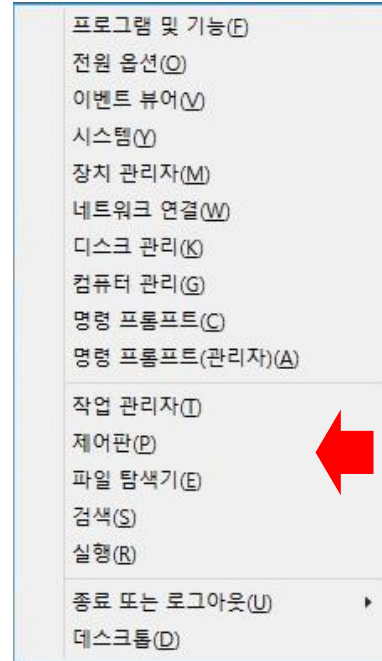 프로그램 및 기능(F)
전원 옵션(O)
이벤트 뷰어(V)
시스템(Y)
장치 관리자(M)
네트워크 연결(W)
디스크 관리(K)
컴퓨터 관리(G)
명령 프롬프트(C)
명령 프롬프트(관리자)(A)
작업 관리자(T)
제어판(P)
파일 탐색기(E)
검색(S)
실행(R)
종료 또는 로그아웃(U)
데스크톱(D)